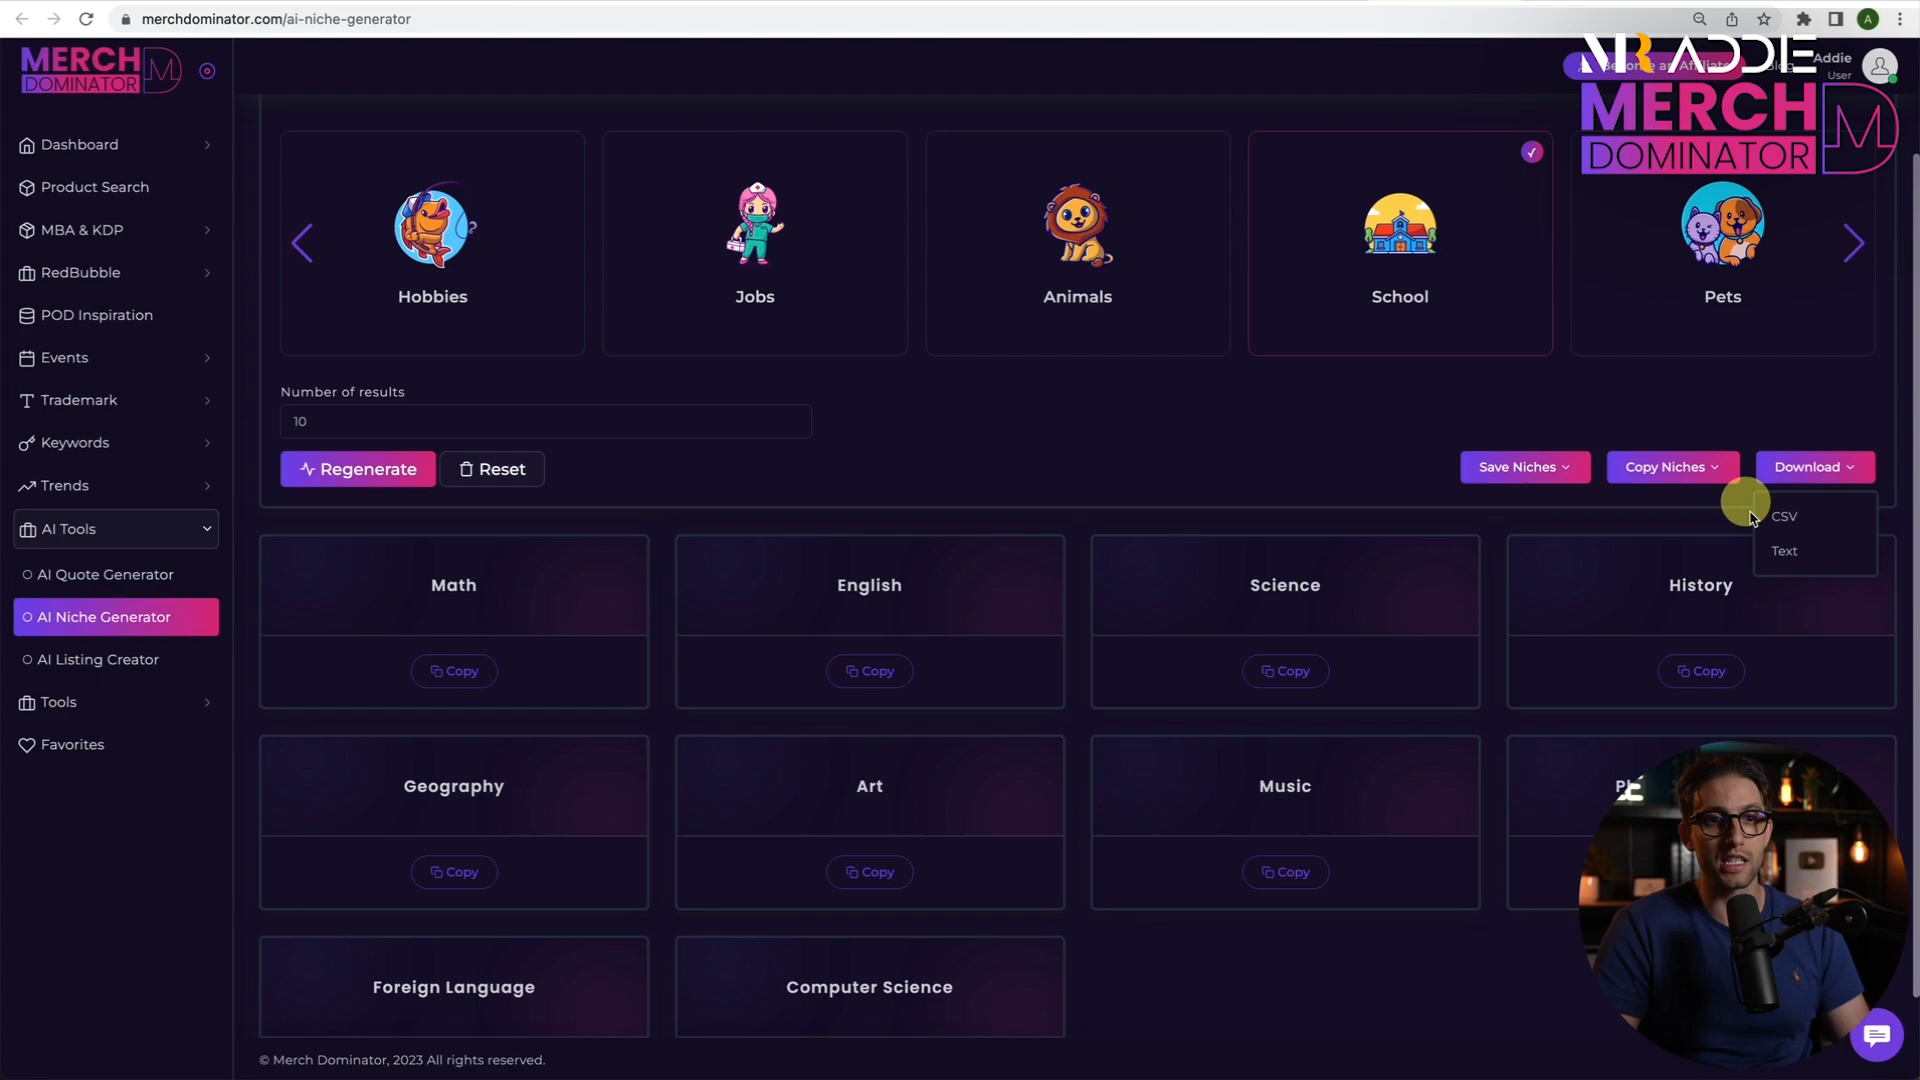 merchdominator.com/ai-niche-generator
A
MERCH
DOMINATOR
Addie
User
MR ADDIE
MERCH
DOMINATOR
Dashboard
Product Search
MBA & KDP
RedBubble
POD Inspiration
Events
Trademark
Keywords
Trends
AI Tools
AI Quote Generator
AI Niche Generator
AI Listing Creator
Tools
Favorites
Hobbies
Jobs
Animals
School
Pets
Number of results
10
Regenerate
Reset
Save Niches
Copy Niches
Download
CSV
Text
Math
English
Science
History
Copy
Copy
Copy
Copy
Geography
Art
Music
Copy
Copy
Copy
Foreign Language
Computer Science
© Merch Dominator, 2023 All rights reserved.